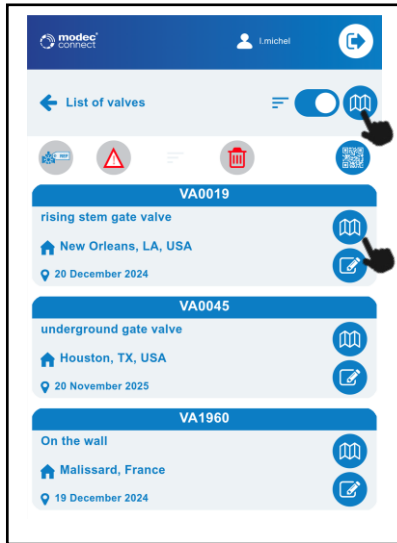 modec
connect
l.michel
List of valves
VA0019
rising stem gate valve
New Orleans, LA, USA
20 December 2024
VA0045
underground gate valve
Houston, TX, USA
20 November 2025
VA1960
On the wall
Malissard, France
19 December 2024